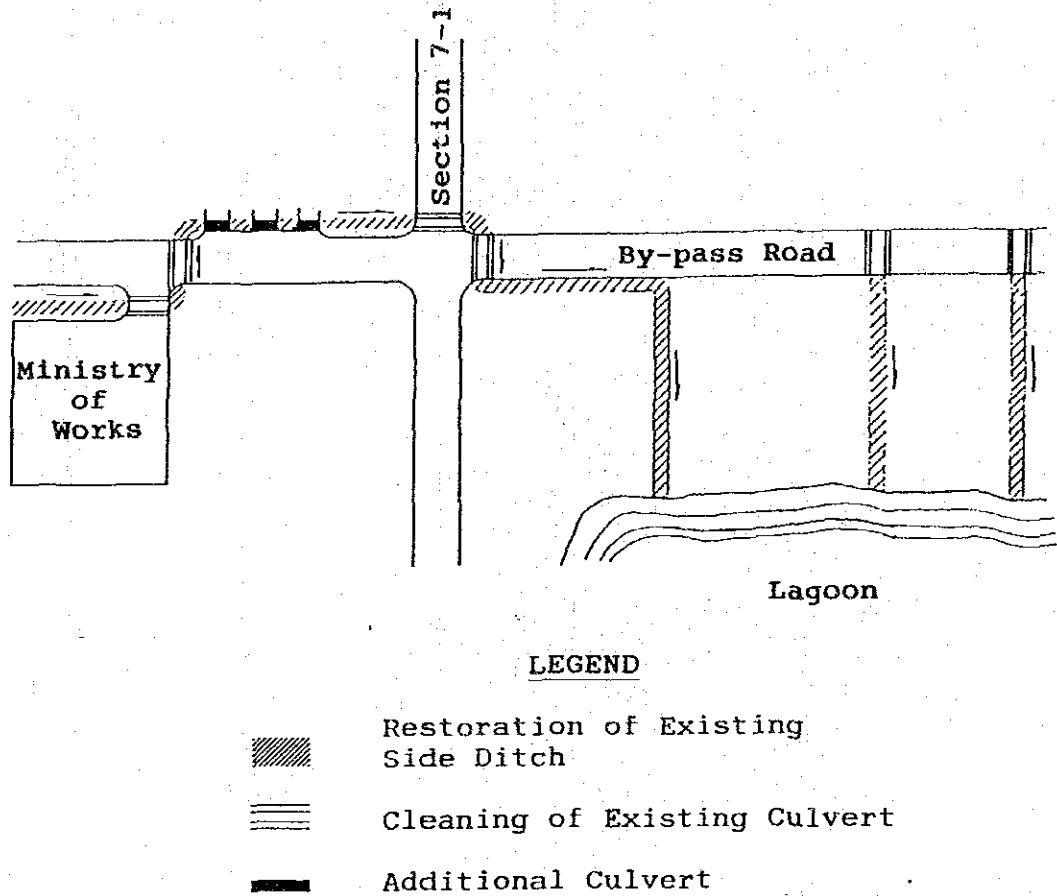 Section 7-1
By-pass Road
Ministry
of
Works
Lagoon
LEGEND
Restoration of Existing
Side Ditch
Cleaning of Existing Culvert
Additional Culvert